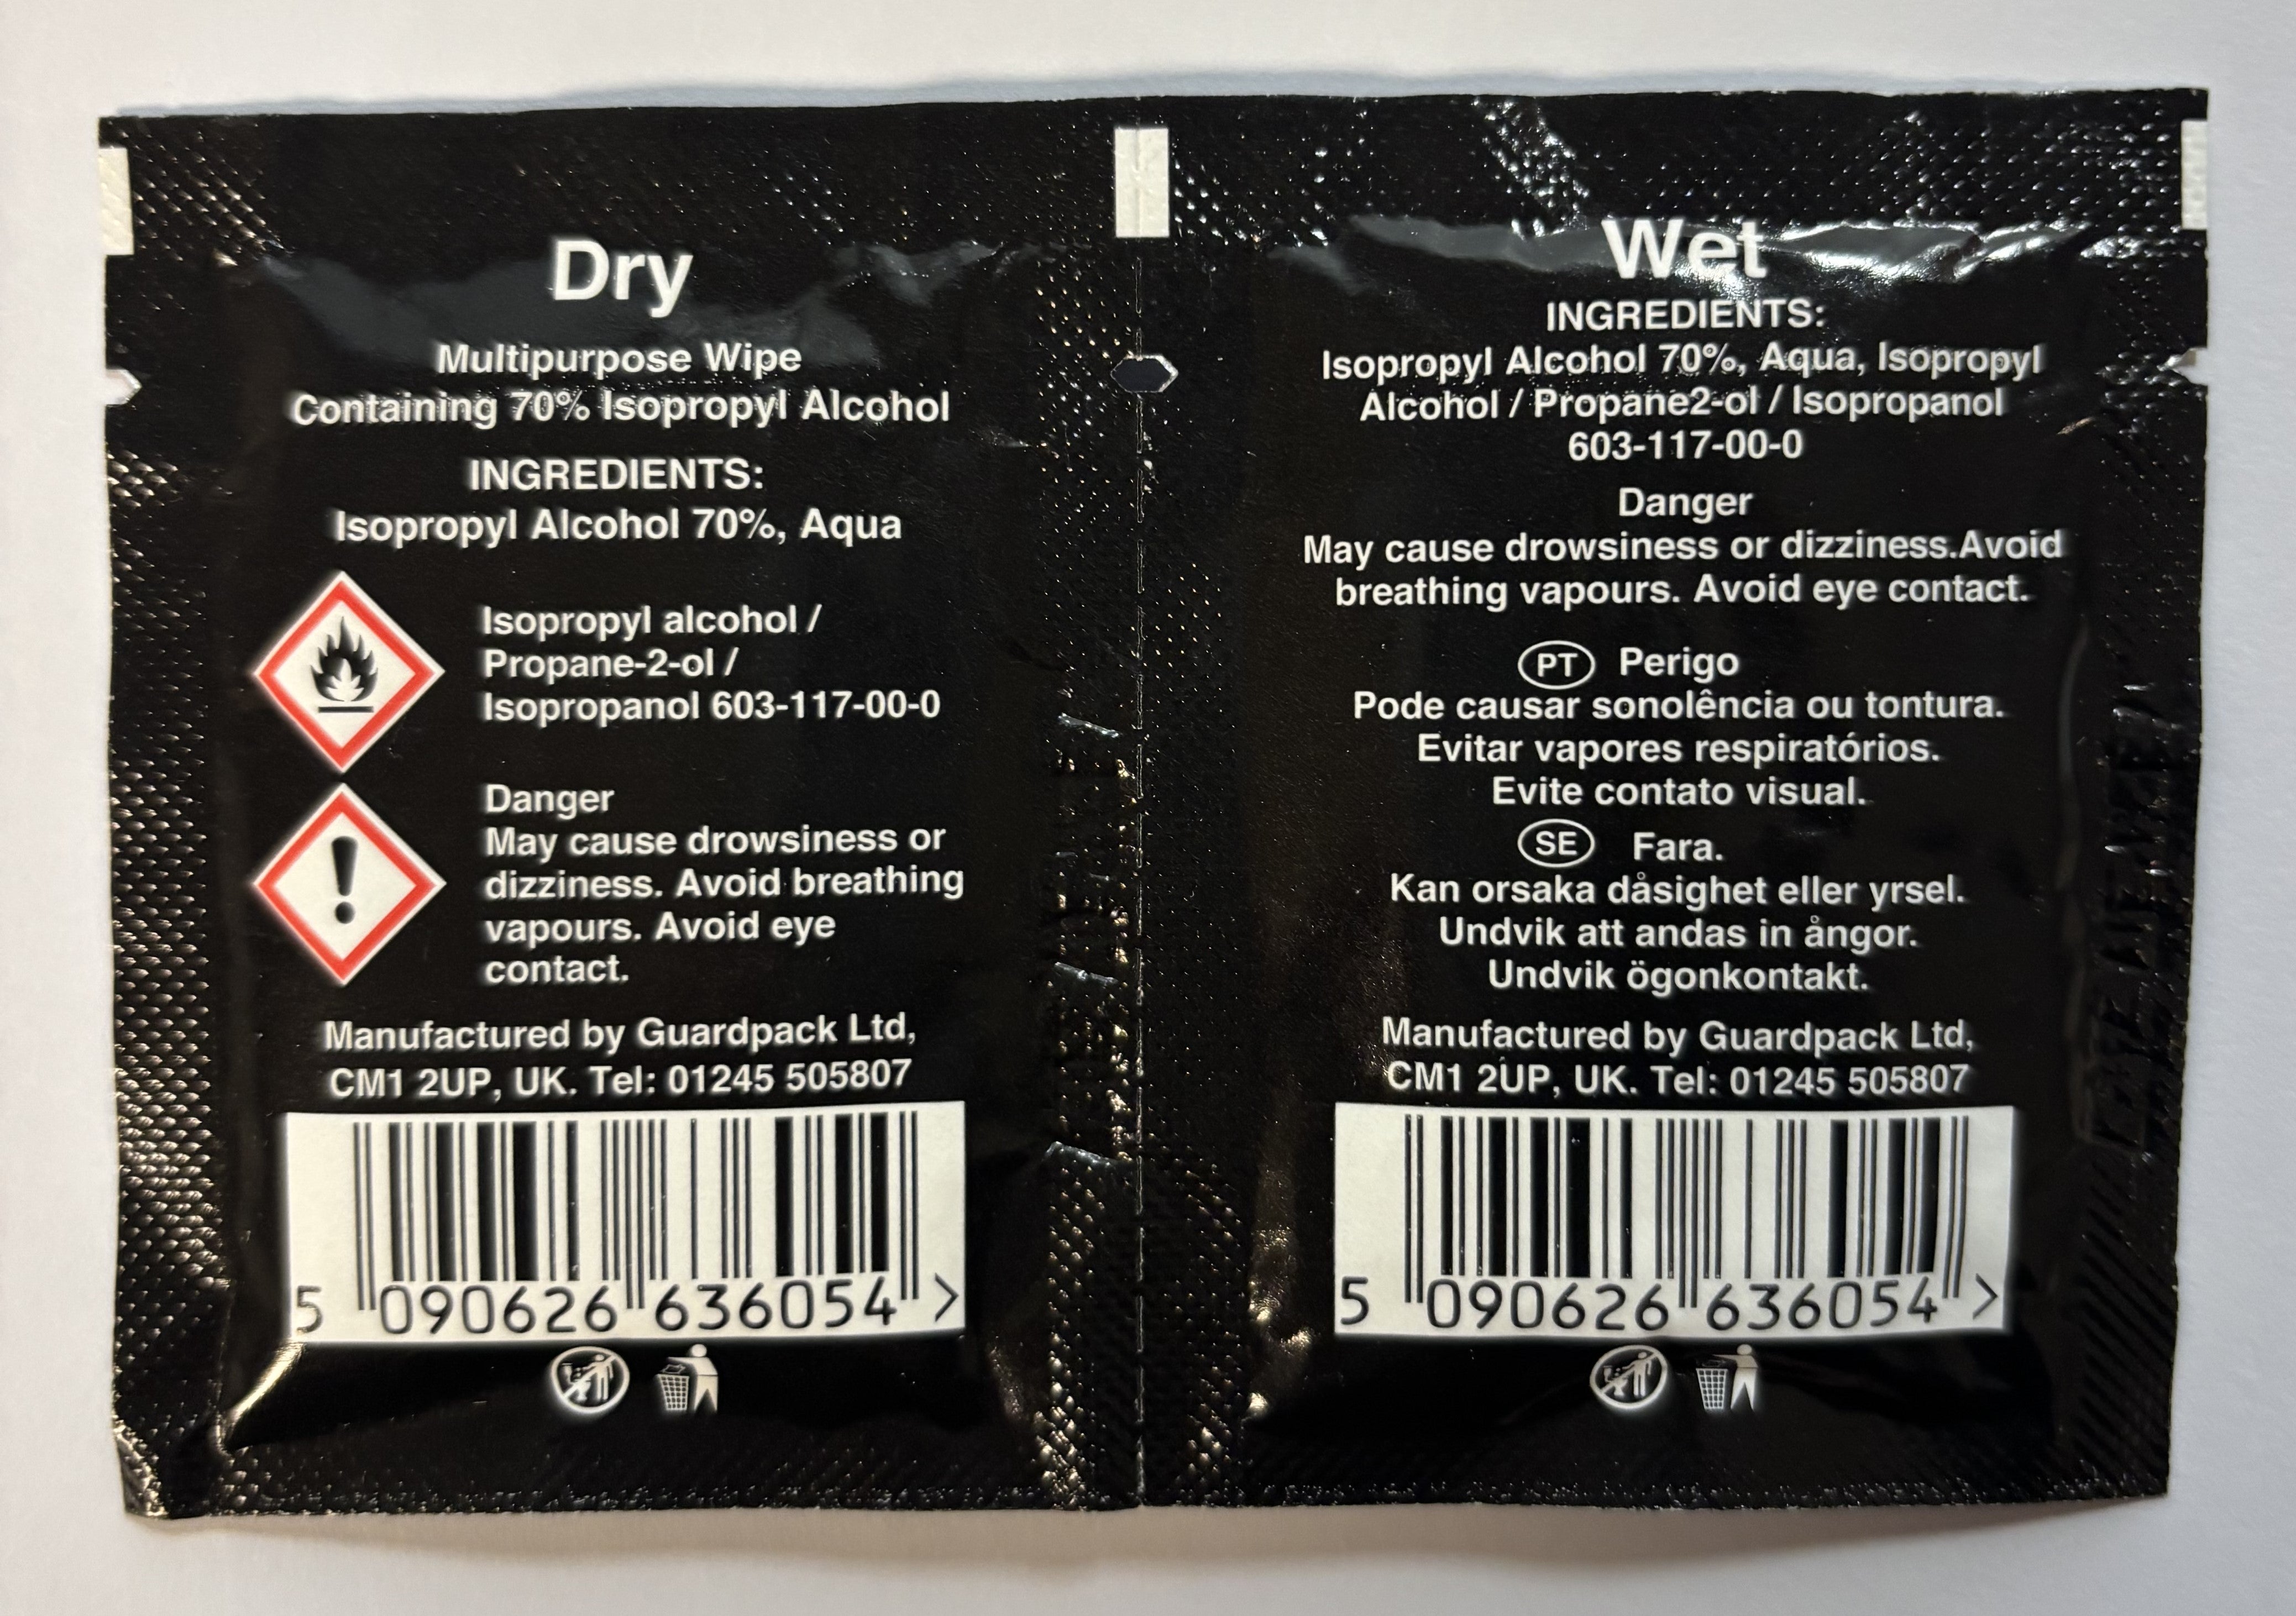 Dry
Multipurpose Wipe
Containing 70% Isopropyl Alcohol
INGREDIENTS:
Isopropyl Alcohol 70%, Aqua
Isopropyl alcohol /
Propane-2-ol /
Isopropanol 603-117-00-0
Danger
May cause drowsiness or
dizziness. Avoid breathing
vapours. Avoid eye
contact.
Manufactured by Guardpack Ltd,
CM1 2UP, UK. Tel: 01245 505807
5 090626 636054 >
Wet
INGREDIENTS:
Isopropyl Alcohol 70%, Aqua, Isopropyl
Alcohol / Propane2-ol / Isopropanol
603-117-00-0
Danger
May cause drowsiness or dizziness.Avoid
breathing vapours. Avoid eye contact.
PT Perigo
Pode causar sonolência ou tontura.
Evitar vapores respiratórios.
Evite contato visual.
SE Fara.
Kan orsaka dåsighet eller yrsel.
Undvik att andas in ångor.
Undvik ögonkontakt.
Manufactured by Guardpack Ltd,
CM1 2UP, UK. Tel: 01245 505807
5 090626 636054 >